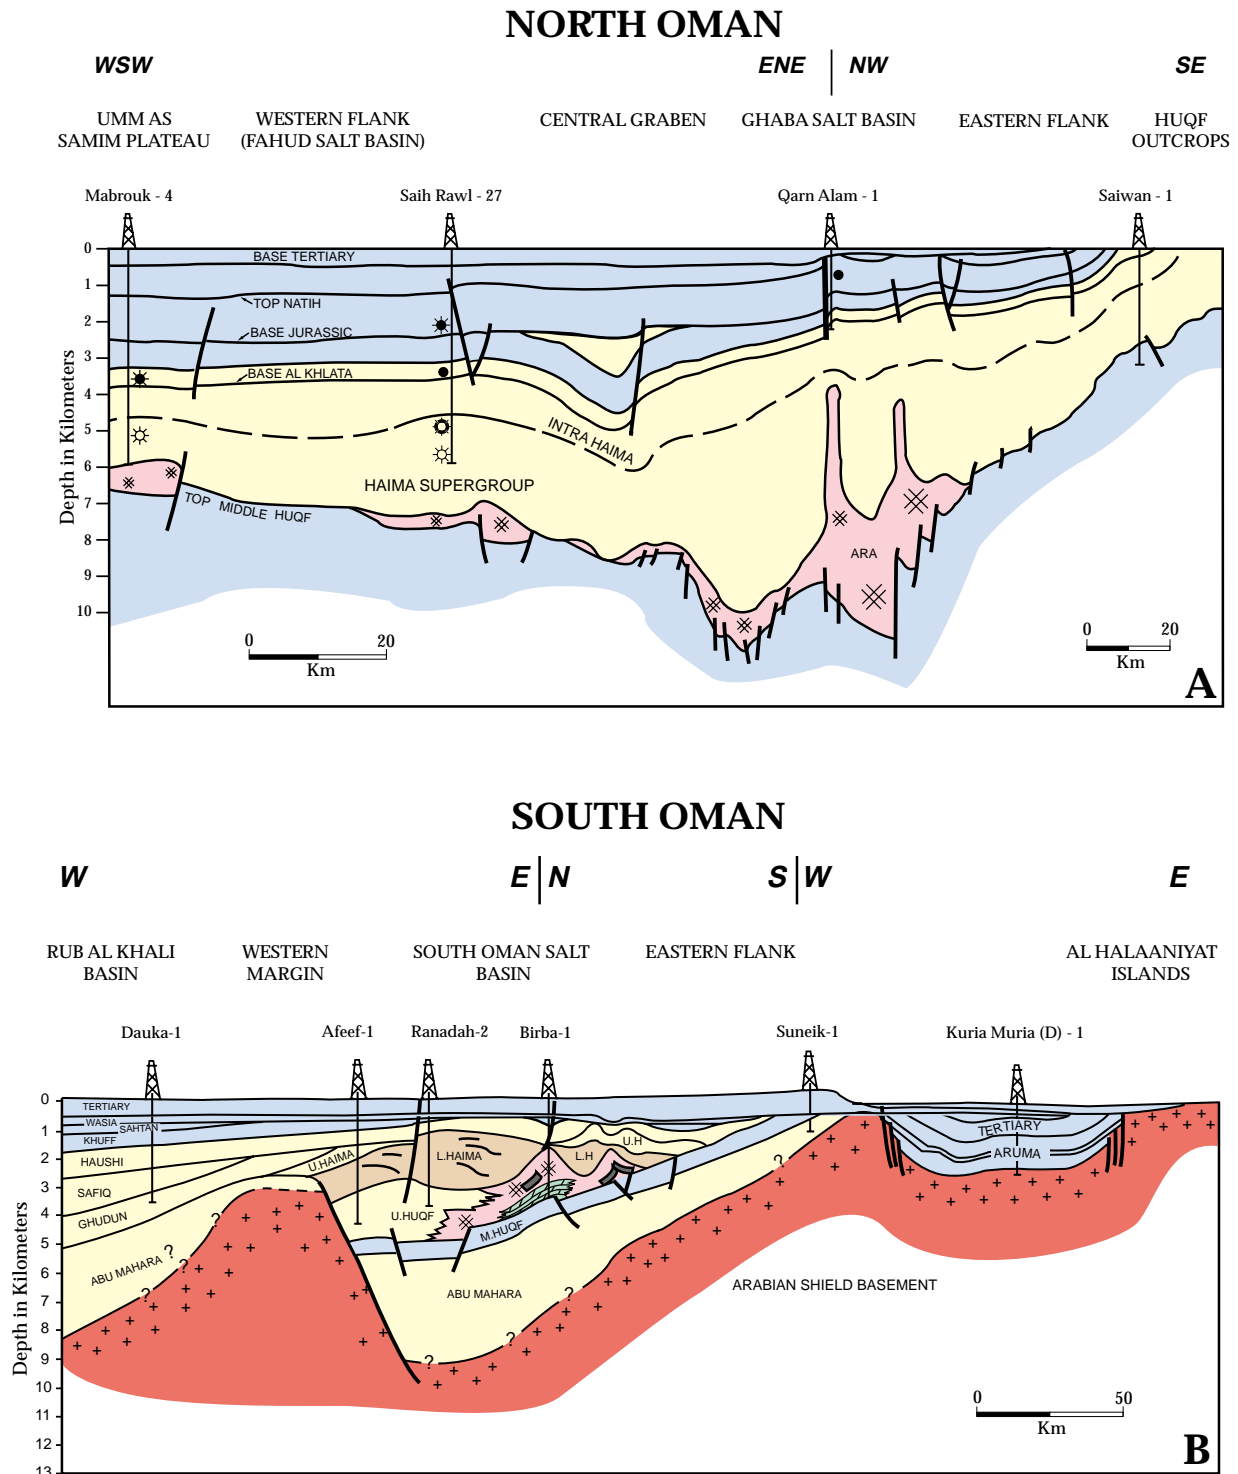 NORTH OMAN
WSW ENE NW SE
UMM AS SAMIM PLATEAU
WESTERN FLANK (FAHUD SALT BASIN)
CENTRAL GRABEN
GHABA SALT BASIN
EASTERN FLANK
HUQF OUTCROPS
Mabrouk - 4 Saih Rawl - 27 Qarn Alam - 1 Saiwan - 1
Depth in Kilometers
0
1
2
3
4
5
6
7
8
9
10
BASE TERTIARY
TOP NATIH
BASE JURASSIC
BASE AL KHLATA
INTRA HAIMA
HAIMA SUPERGROUP
TOP MIDDLE HUQF
ARA
0 20
Km
0 20
Km
A
SOUTH OMAN
W E N S W E
RUB AL KHALI BASIN
WESTERN MARGIN
SOUTH OMAN SALT BASIN
EASTERN FLANK
AL HALAANIYAT ISLANDS
Dauka-1 Afeef-1 Ranadah-2 Birba-1 Suneik-1 Kuria Muria (D) - 1
Depth in Kilometers
0
1
2
3
4
5
6
7
8
9
10
11
12
13
TERTIARY
WASIA
SAHTAN
KHUFF
HAUSHI
SAFIQ
GHUDUN
ABU MAHARA ?
?
?
?
U.HAIMA
L.HAIMA
U.H
L.H
U.HUQF
M.HUQF
ABU MAHARA
?
?
?
?
TERTIARY
ARUMA
ARABIAN SHIELD BASEMENT
0 50
Km
B